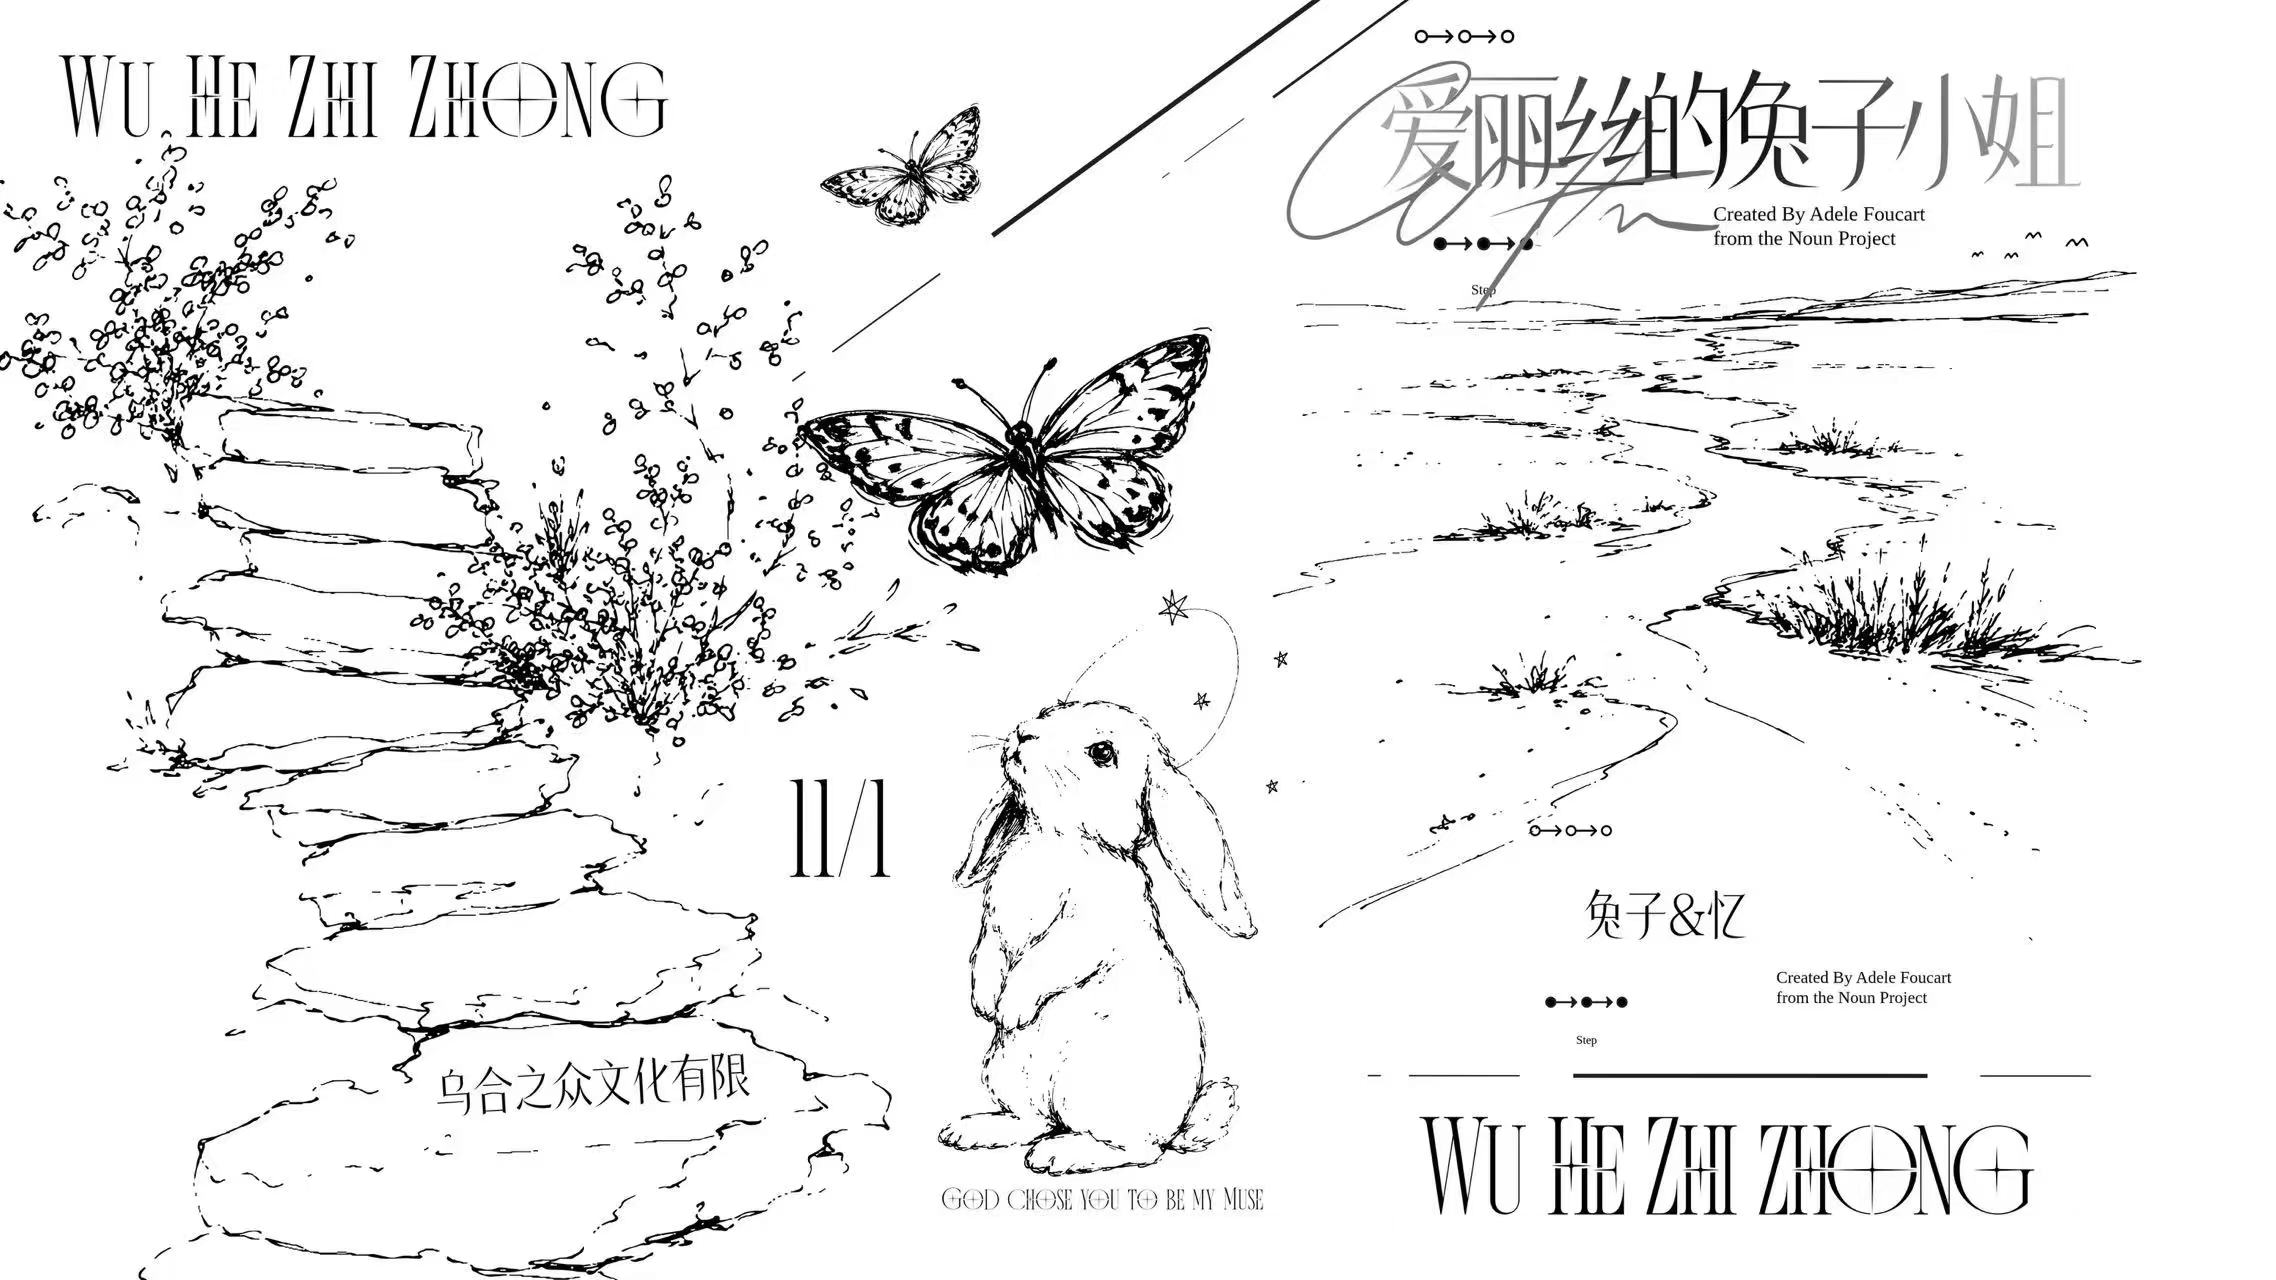 WU HE ZHI ZHONG
爱丽丝的兔子小姐
Created By Adele Foucart
from the Noun Project
Step
11/1
兔子&忆
Created By Adele Foucart
from the Noun Project
Step
乌合之众文化有限
GOD CHOSE YOU TO BE MY MUSE
WU HE ZHI ZHONG